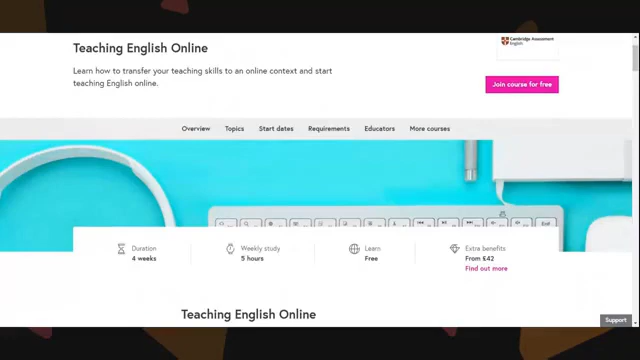 Teaching English Online
Cambridge Assessment
English
Learn how to transfer your teaching skills to an online context and start
teaching English online.
Join course for free
Overview Topics Start dates Requirements Educators More courses
End
Duration
4 weeks
Weekly study
5 hours
Learn
Free
Extra benefits
From £42
Find out more
Teaching English Online
Support